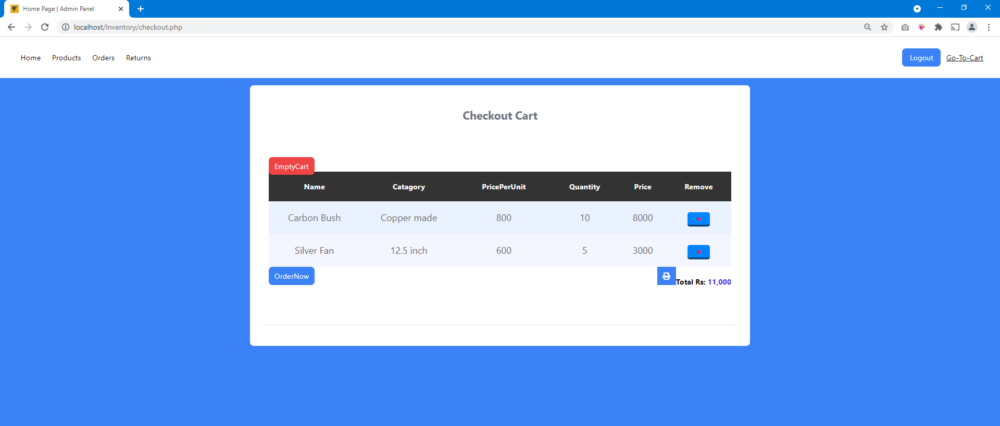 Home Page | Admin Panel
localhost/Inventory/checkout.php
Home Products Orders Returns Logout Go-To-Cart
Checkout Cart
EmptyCart
Name Catagory PricePerUnit Quantity Price Remove
Carbon Bush Copper made 800 10 8000
Silver Fan 12.5 inch 600 5 3000
OrderNow Total Rs: 11,000